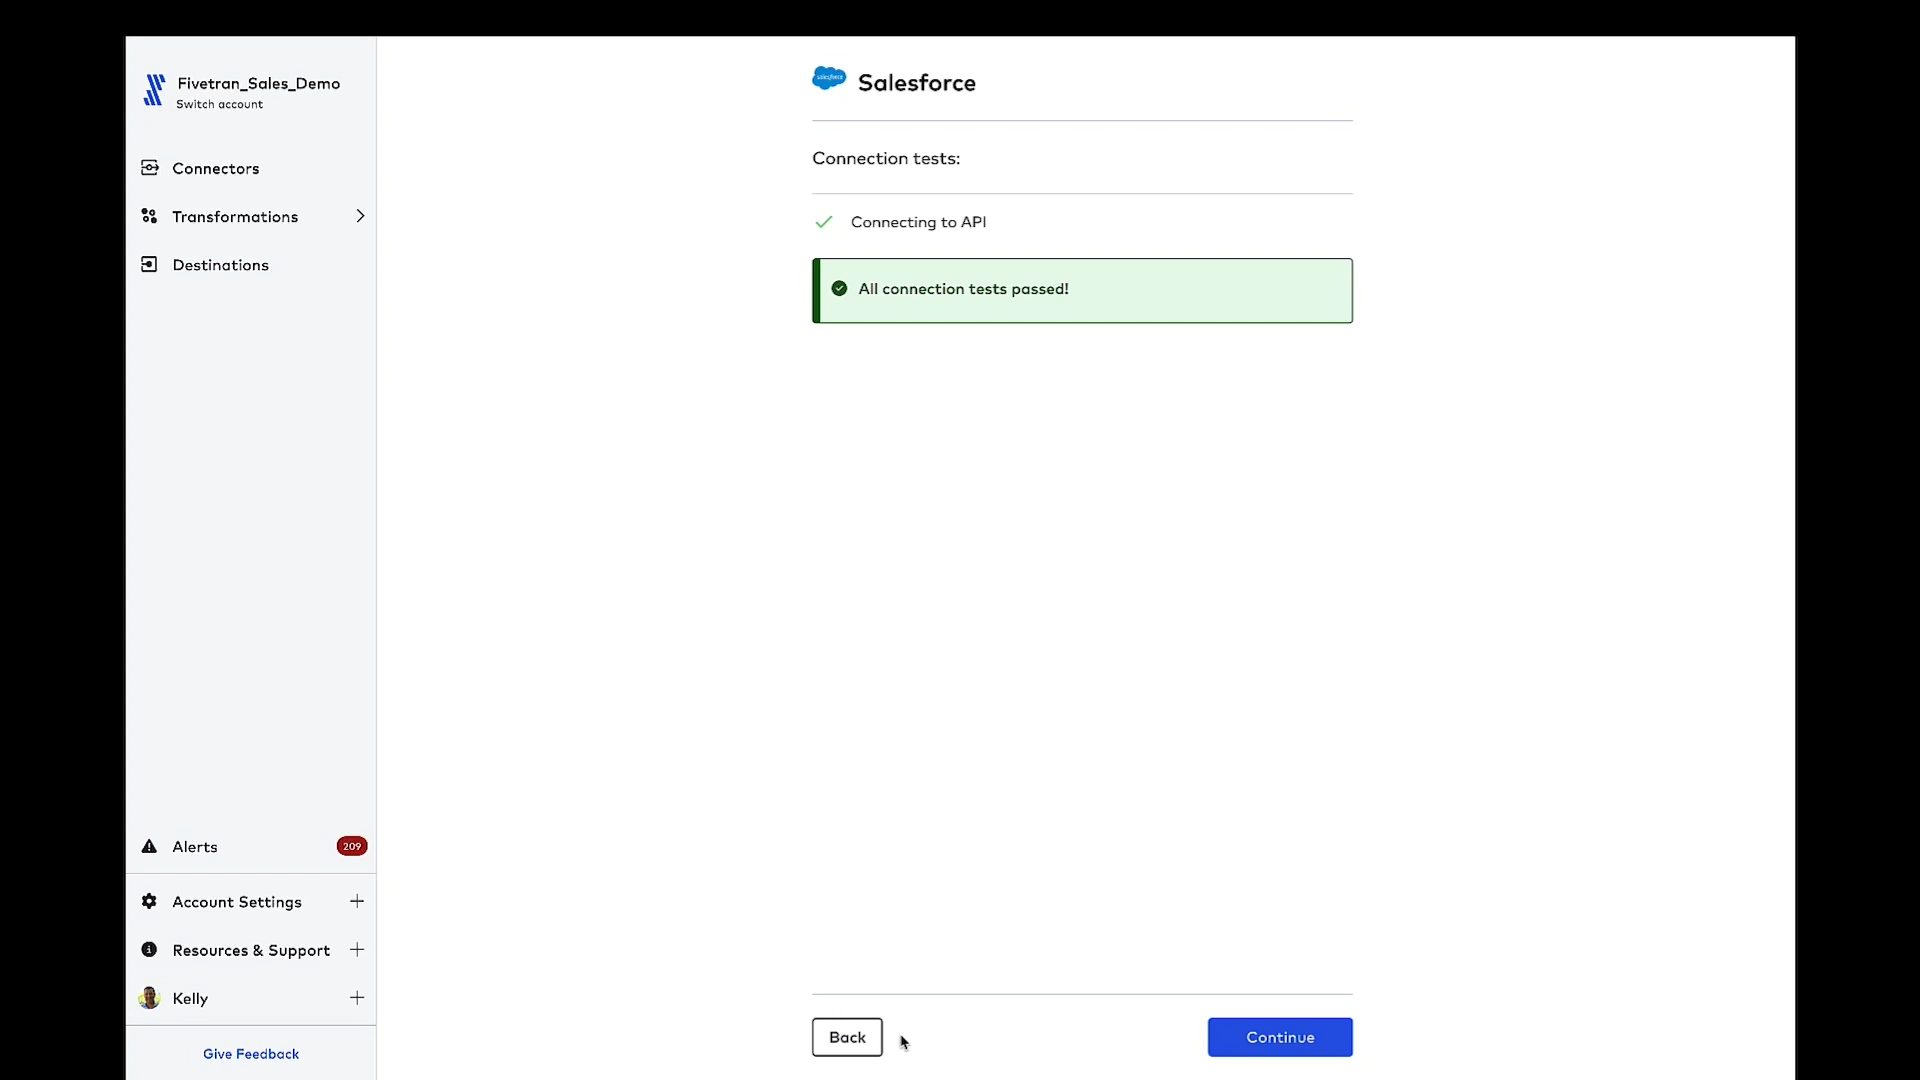 Fivetran_Sales_Demo
Switch account
Connectors
Transformations
Destinations
Alerts
209
Account Settings
Resources & Support
Kelly
Give Feedback
salesforce
Salesforce
Connection tests:
Connecting to API
All connection tests passed!
Back
Continue